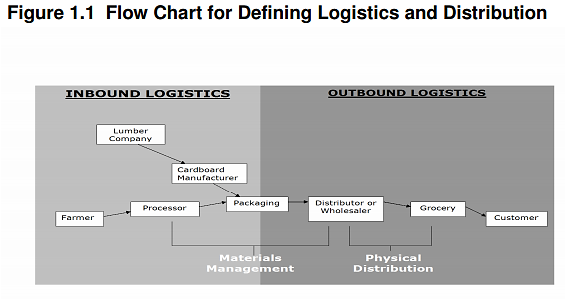 Figure 1.1 Flow Chart for Defining Logistics and Distribution
INBOUND LOGISTICS
OUTBOUND LOGISTICS
Lumber
Company
Cardboard
Manufacturer
Farmer
Processor
Packaging
Distributor or
Wholesaler
Grocery
Customer
Materials
Management
Physical
Distribution